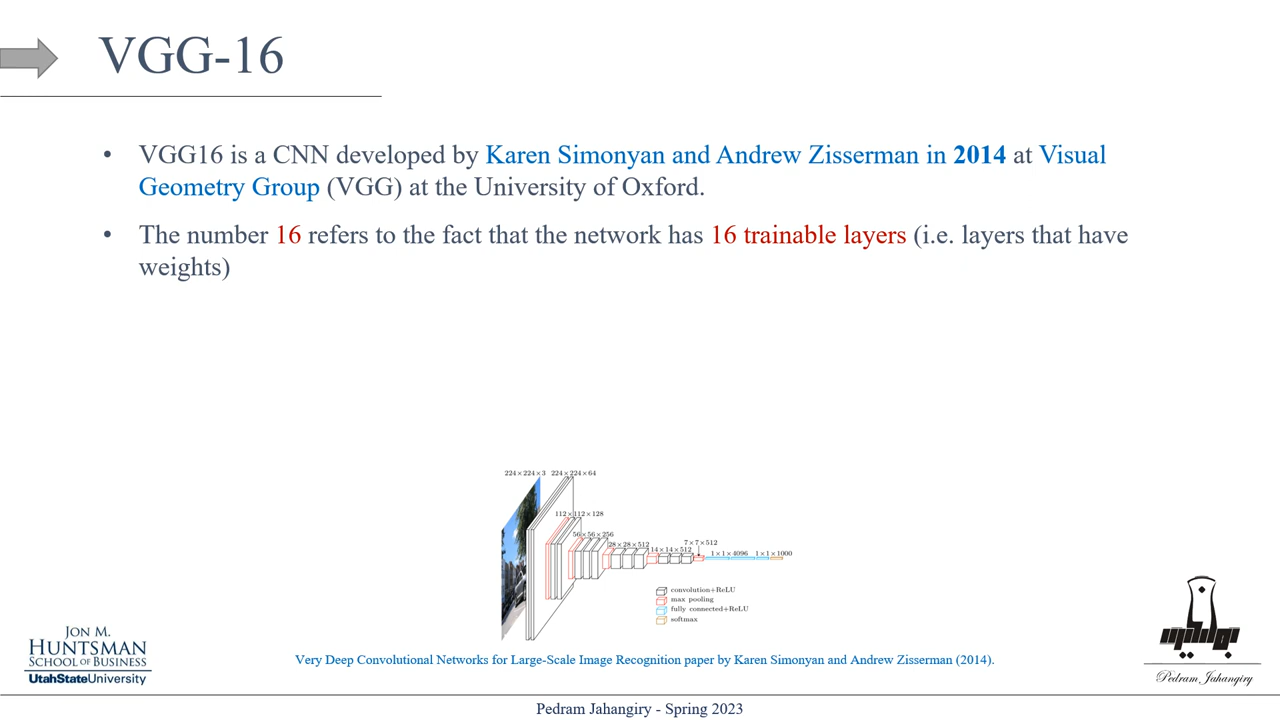 VGG-16
• VGG16 is a CNN developed by Karen Simonyan and Andrew Zisserman in 2014 at Visual
Geometry Group (VGG) at the University of Oxford.
• The number 16 refers to the fact that the network has 16 trainable layers (i.e. layers that have
weights)
224×224×3 224×224×64
112×112×128
56×56×256
28×28×512
14×14×512
7×7×512
1×1×4096 1×1×1000
convolution+ReLU
max pooling
fully connected+ReLU
softmax
JON M.
HUNTSMAN
SCHOOL OF BUSINESS
UtahStateUniversity
Very Deep Convolutional Networks for Large-Scale Image Recognition paper by Karen Simonyan and Andrew Zisserman (2014).
Pedram Jahangiry
Pedram Jahangiry - Spring 2023